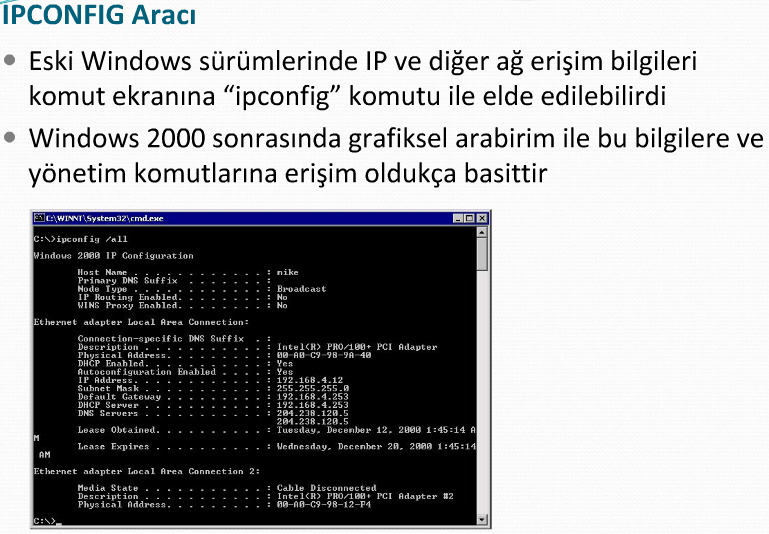 IPCONFIG Aracı
• Eski Windows sürümlerinde IP ve diğer ağ erişim bilgileri
komut ekranına “ipconfig” komutu ile elde edilebilirdi
• Windows 2000 sonrasında grafiksel arabirim ile bu bilgilere ve
yönetim komutlarına erişim oldukça basittir
C:\WINNT\System32\cmd.exe
C:\>ipconfig /all
Windows 2000 IP Configuration
Host Name . . . . . . . . . . . . : mike
Primary DNS Suffix . . . . . . . :
Node Type . . . . . . . . . . . . : Broadcast
IP Routing Enabled. . . . . . . . : No
WINS Proxy Enabled. . . . . . . . : No
Ethernet adapter Local Area Connection:
Connection-specific DNS Suffix . :
Description . . . . . . . . . . . : Intel(R) PRO/100+ PCI Adapter
Physical Address. . . . . . . . . : 00-A0-C9-98-9A-40
DHCP Enabled. . . . . . . . . . . : Yes
Autoconfiguration Enabled . . . . : Yes
IP Address. . . . . . . . . . . . : 192.168.4.12
Subnet Mask . . . . . . . . . . . : 255.255.255.0
Default Gateway . . . . . . . . . : 192.168.4.253
DHCP Server . . . . . . . . . . . : 192.168.4.253
DNS Servers . . . . . . . . . . . : 204.238.120.5
204.238.120.5
Lease Obtained. . . . . . . . . . : Tuesday, December 12, 2000 1:45:14 A
M
Lease Expires . . . . . . . . . . : Wednesday, December 20, 2000 1:45:14
AM
Ethernet adapter Local Area Connection 2:
Media State . . . . . . . . . . . : Cable Disconnected
Description . . . . . . . . . . . : Intel(R) PRO/100+ PCI Adapter #2
Physical Address. . . . . . . . . : 00-A0-C9-98-12-F4
C:\>_